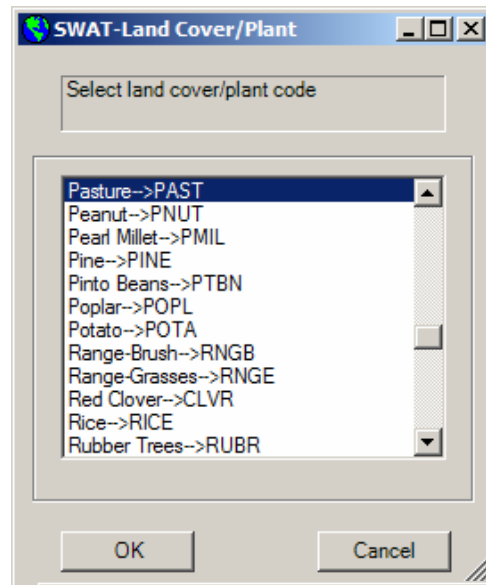 SWAT-Land Cover/Plant
Select land cover/plant code
Pasture-->PAST
Peanut-->PNUT
Pearl Millet-->PMIL
Pine-->PINE
Pinto Beans-->PTBN
Poplar-->POPL
Potato-->POTA
Range-Brush-->RNGB
Range-Grasses-->RNGE
Red Clover-->CLVR
Rice-->RICE
Rubber Trees-->RUBR
OK
Cancel